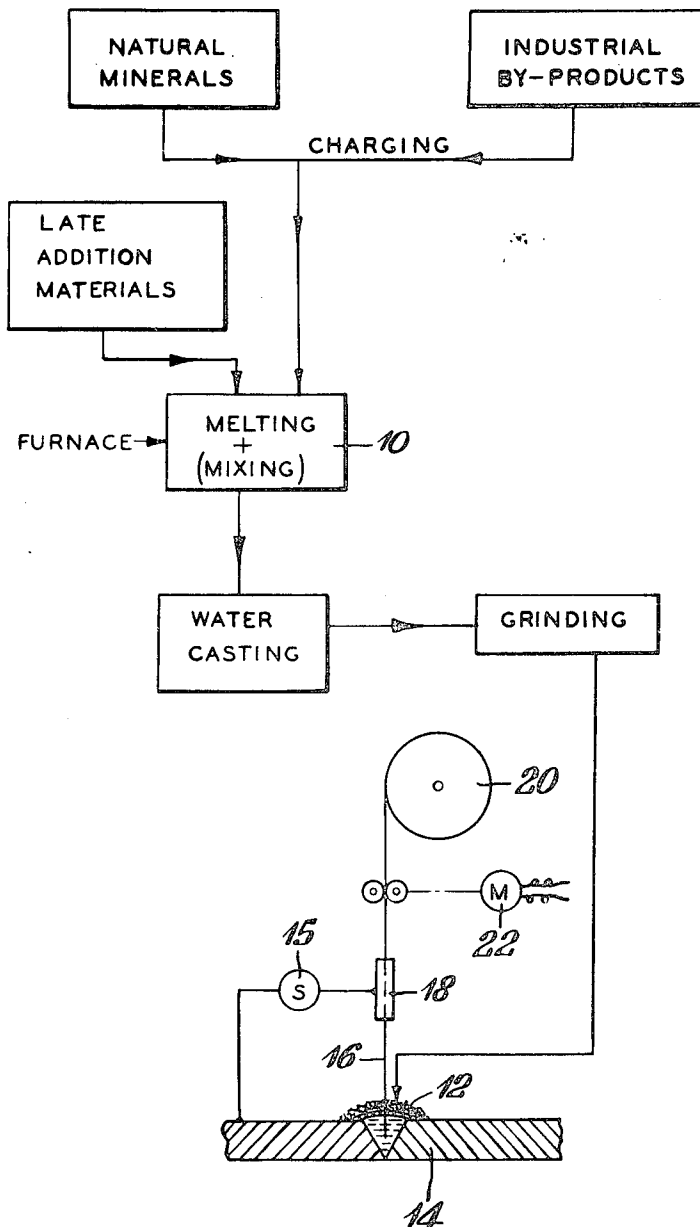 NATURAL
MINERALS
INDUSTRIAL
BY-PRODUCTS
CHARGING
LATE
ADDITION
MATERIALS
FURNACE
MELTING
+
(MIXING)
10
WATER
CASTING
GRINDING
20
M
22
15
S
18
16
12
14